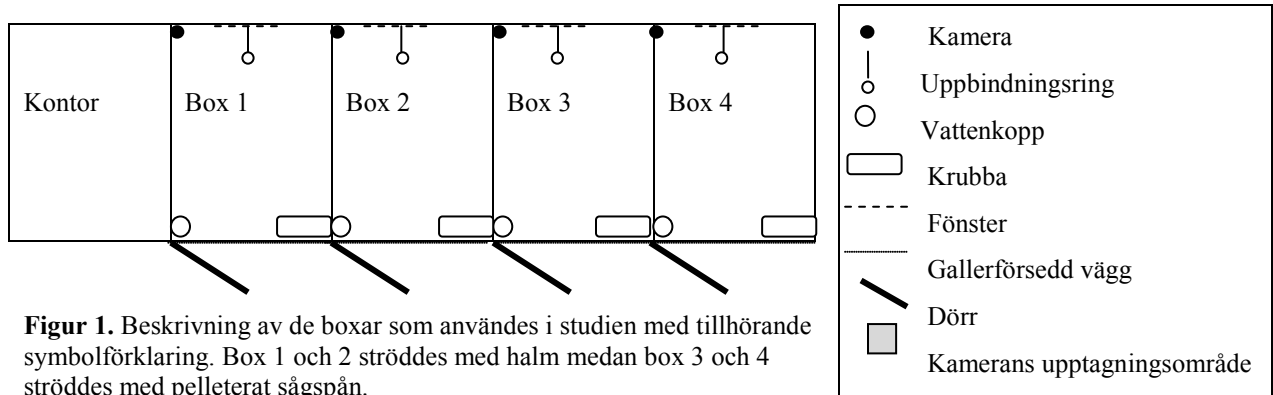 Kontor
Box 1
Box 2
Box 3
Box 4
Figur 1. Beskrivning av de boxar som användes i studien med tillhörande
symbolförklaring. Box 1 och 2 ströddes med halm medan box 3 och 4
ströddes med pelleterat sågspån.
Kamera
Uppbindningsring
Vattenkopp
Krubba
Fönster
Gallerförsedd vägg
Dörr
Kamerans upptagningsområde